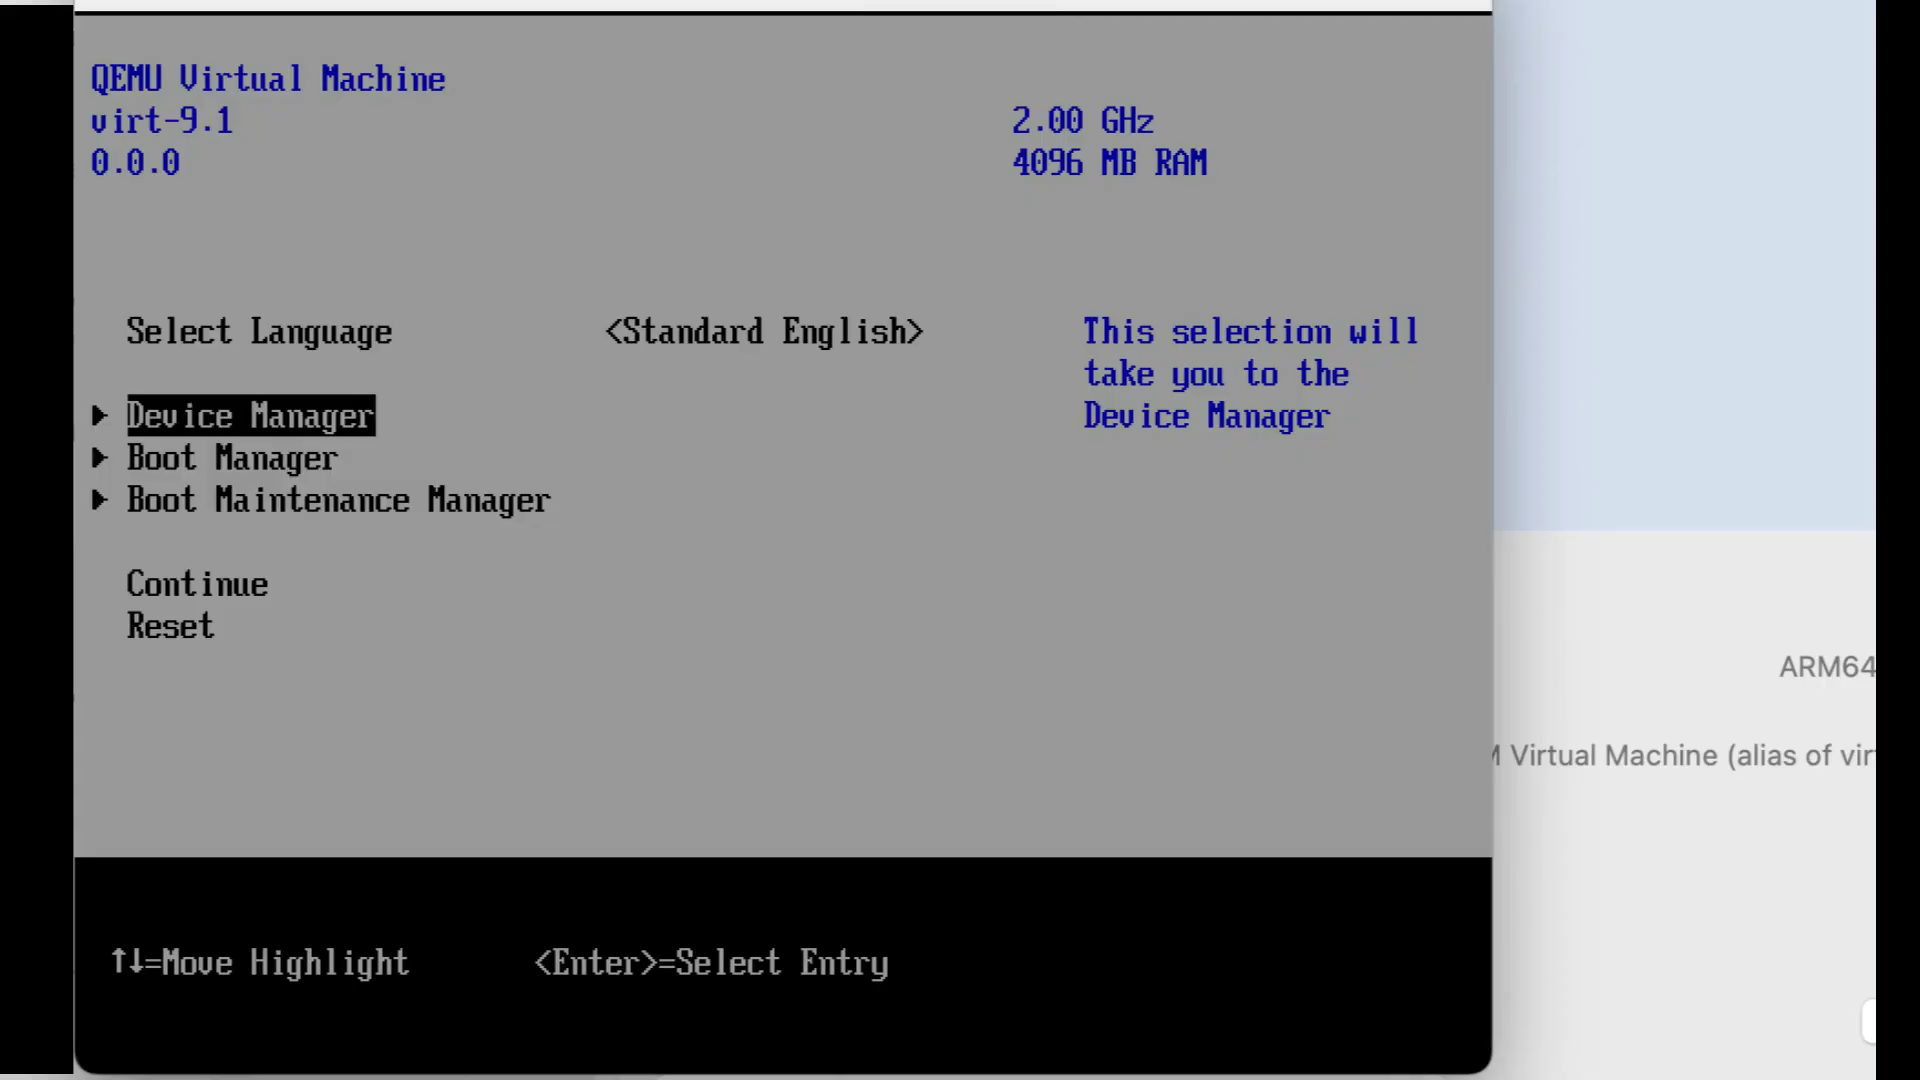 QEMU Virtual Machine
virt-9.1 2.00 GHz
0.0.0 4096 MB RAM
Select Language <Standard English> This selection will
take you to the
Device Manager Device Manager
Boot Manager
Boot Maintenance Manager
Continue
Reset
ARM64
Virtual Machine (alias of
↑↓=Move Highlight <Enter>=Select Entry